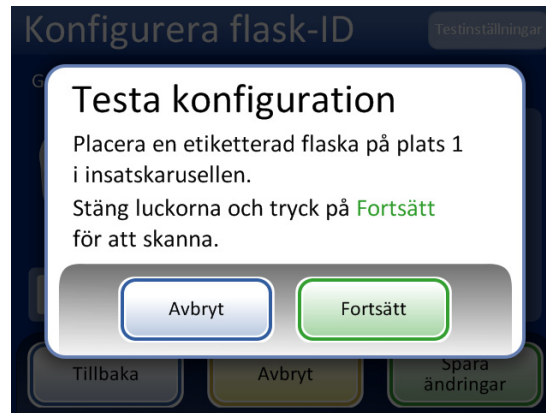 Konfigurera flask-ID
Testinställningar
G
Testa konfiguration
Placera en etiketterad flaska på plats 1
i insatskarusellen.
Stäng luckorna och tryck på Fortsätt
för att skanna.
Avbryt
Fortsätt
Tillbaka
Avbryt
Spara
ändringar